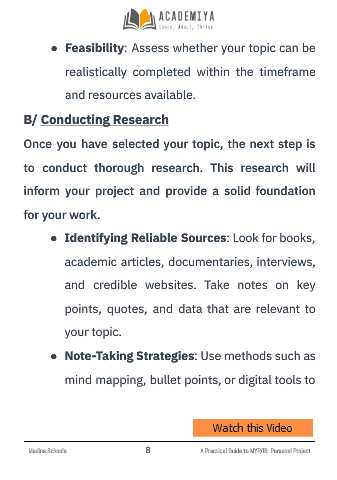 ACADEMIYA
Learn, Adapt, Thrive
● Feasibility: Assess whether your topic can be
realistically completed within the timeframe
and resources available.
B/ Conducting Research
Once you have selected your topic, the next step is
to conduct thorough research. This research will
inform your project and provide a solid foundation
for your work.
● Identifying Reliable Sources: Look for books,
academic articles, documentaries, interviews,
and credible websites. Take notes on key
points, quotes, and data that are relevant to
your topic.
● Note-Taking Strategies: Use methods such as
mind mapping, bullet points, or digital tools to
Watch this Video
8
A Practical Guide to MYP/IB: Personal Project